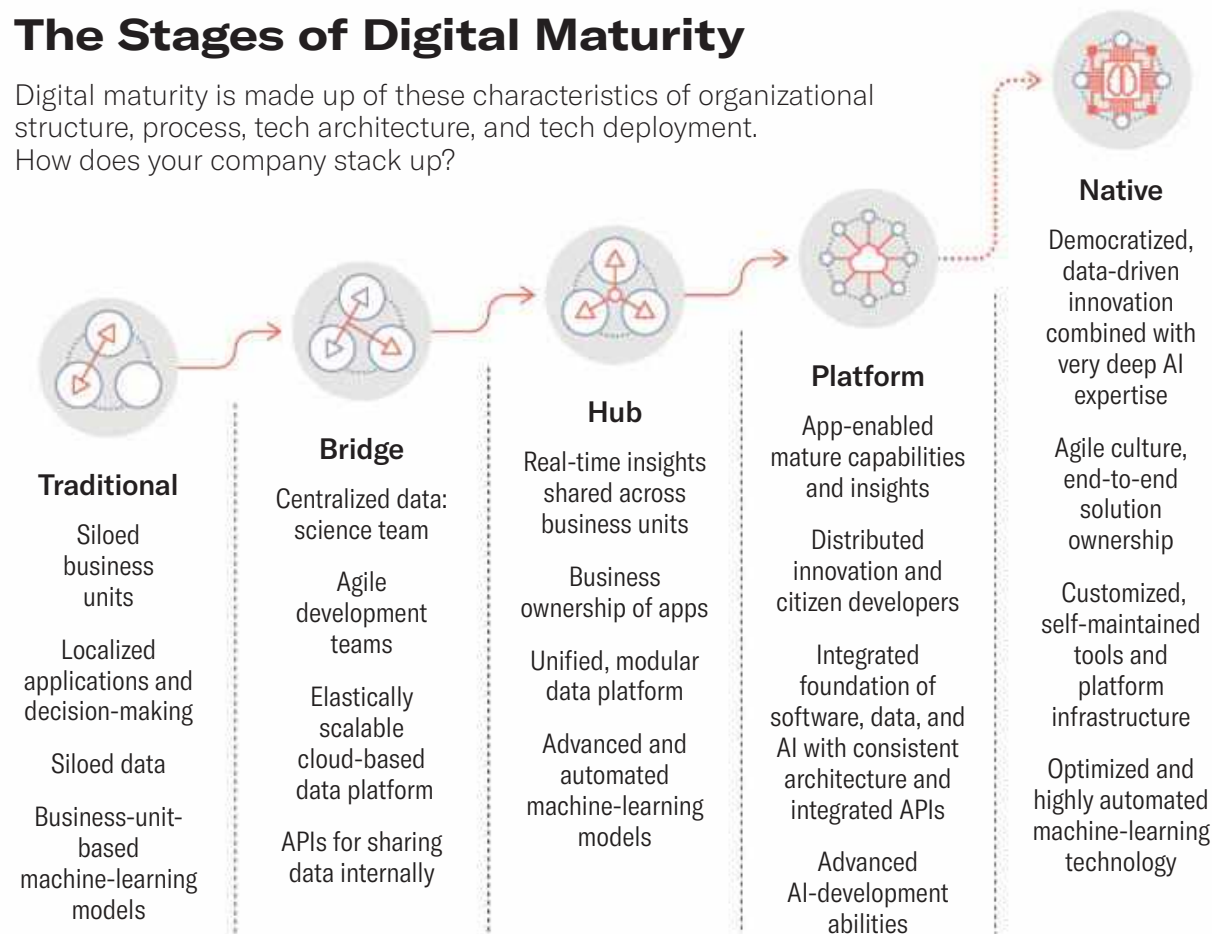 The Stages of Digital Maturity
Digital maturity is made up of these characteristics of organizational
structure, process, tech architecture, and tech deployment.
How does your company stack up?
Traditional
Siloed
business
units
Localized
applications and
decision-making
Siloed data
Business-unit-
based
machine-learning
models
Bridge
Centralized data:
science team
Agile
development
teams
Elastically
scalable
cloud-based
data platform
APIs for sharing
data internally
Hub
Real-time insights
shared across
business units
Business
ownership of apps
Unified, modular
data platform
Advanced and
automated
machine-learning
models
Platform
App-enabled
mature capabilities
and insights
Distributed
innovation and
citizen developers
Integrated
foundation of
software, data, and
AI with consistent
architecture and
integrated APIs
Advanced
AI-development
abilities
Native
Democratized,
data-driven
innovation
combined with
very deep AI
expertise
Agile culture,
end-to-end
solution
ownership
Customized,
self-maintained
tools and
platform
infrastructure
Optimized and
highly automated
machine-learning
technology